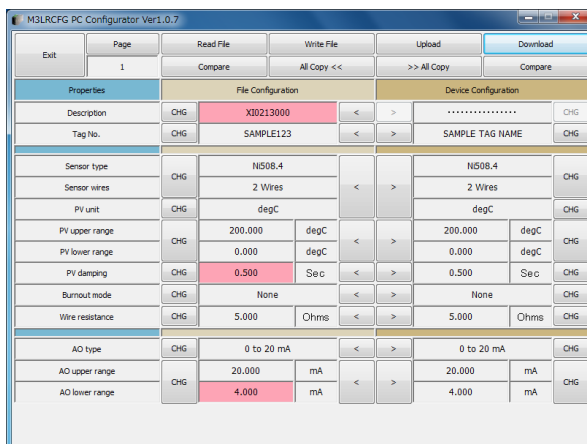 M3LRCFG PC Configurator Ver1.0.7
Exit Page Read File Write File Upload Download
1 Compare All Copy << >> All Copy Compare
Properties File Configuration Device Configuration
Description CHG XI0213000 < > ............... CHG
Tag No. CHG SAMPLE123 < > SAMPLE TAG NAME CHG
Sensor type CHG Ni508.4 < > Ni508.4 CHG
Sensor wires 2 Wires 2 Wires
PV unit CHG degC degC CHG
PV upper range CHG 200.000 degC < > 200.000 degC CHG
PV lower range 0.000 degC 0.000 degC
PV damping CHG 0.500 Sec < > 0.500 Sec CHG
Burnout mode CHG None < > None CHG
Wire resistance CHG 5.000 Ohms < > 5.000 Ohms CHG
AO type CHG 0 to 20 mA < > 0 to 20 mA CHG
AO upper range CHG 20.000 mA < > 20.000 mA CHG
AO lower range 4.000 mA 4.000 mA